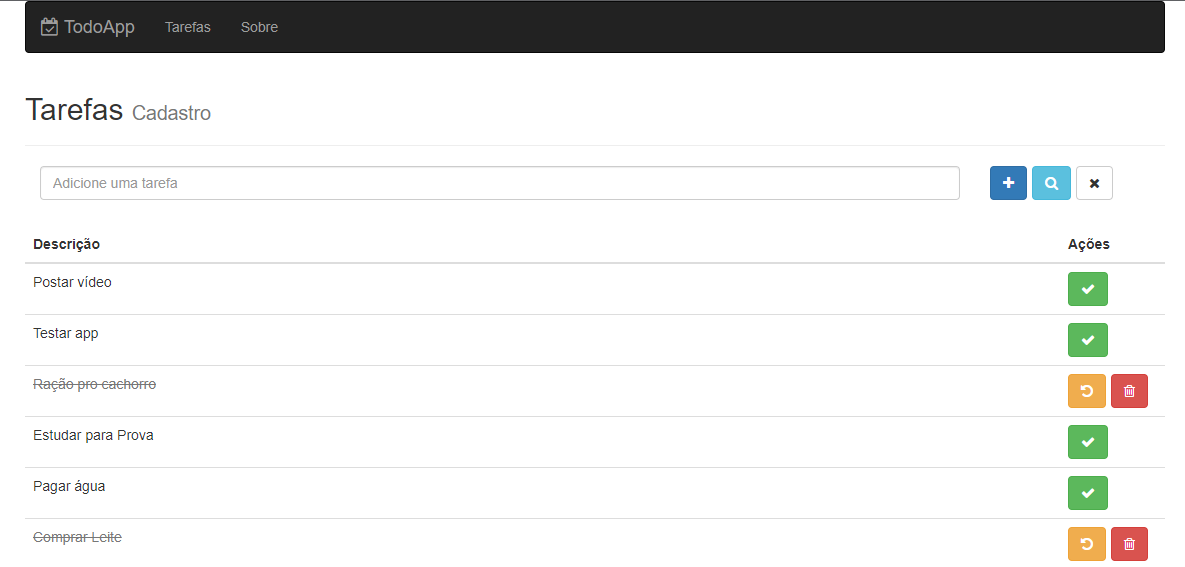 TodoApp Tarefas Sobre
Tarefas Cadastro
Adicione uma tarefa
Descrição Ações
Postar vídeo
Testar app
Ração pro cachorro
Estudar para Prova
Pagar água
Comprar Leite